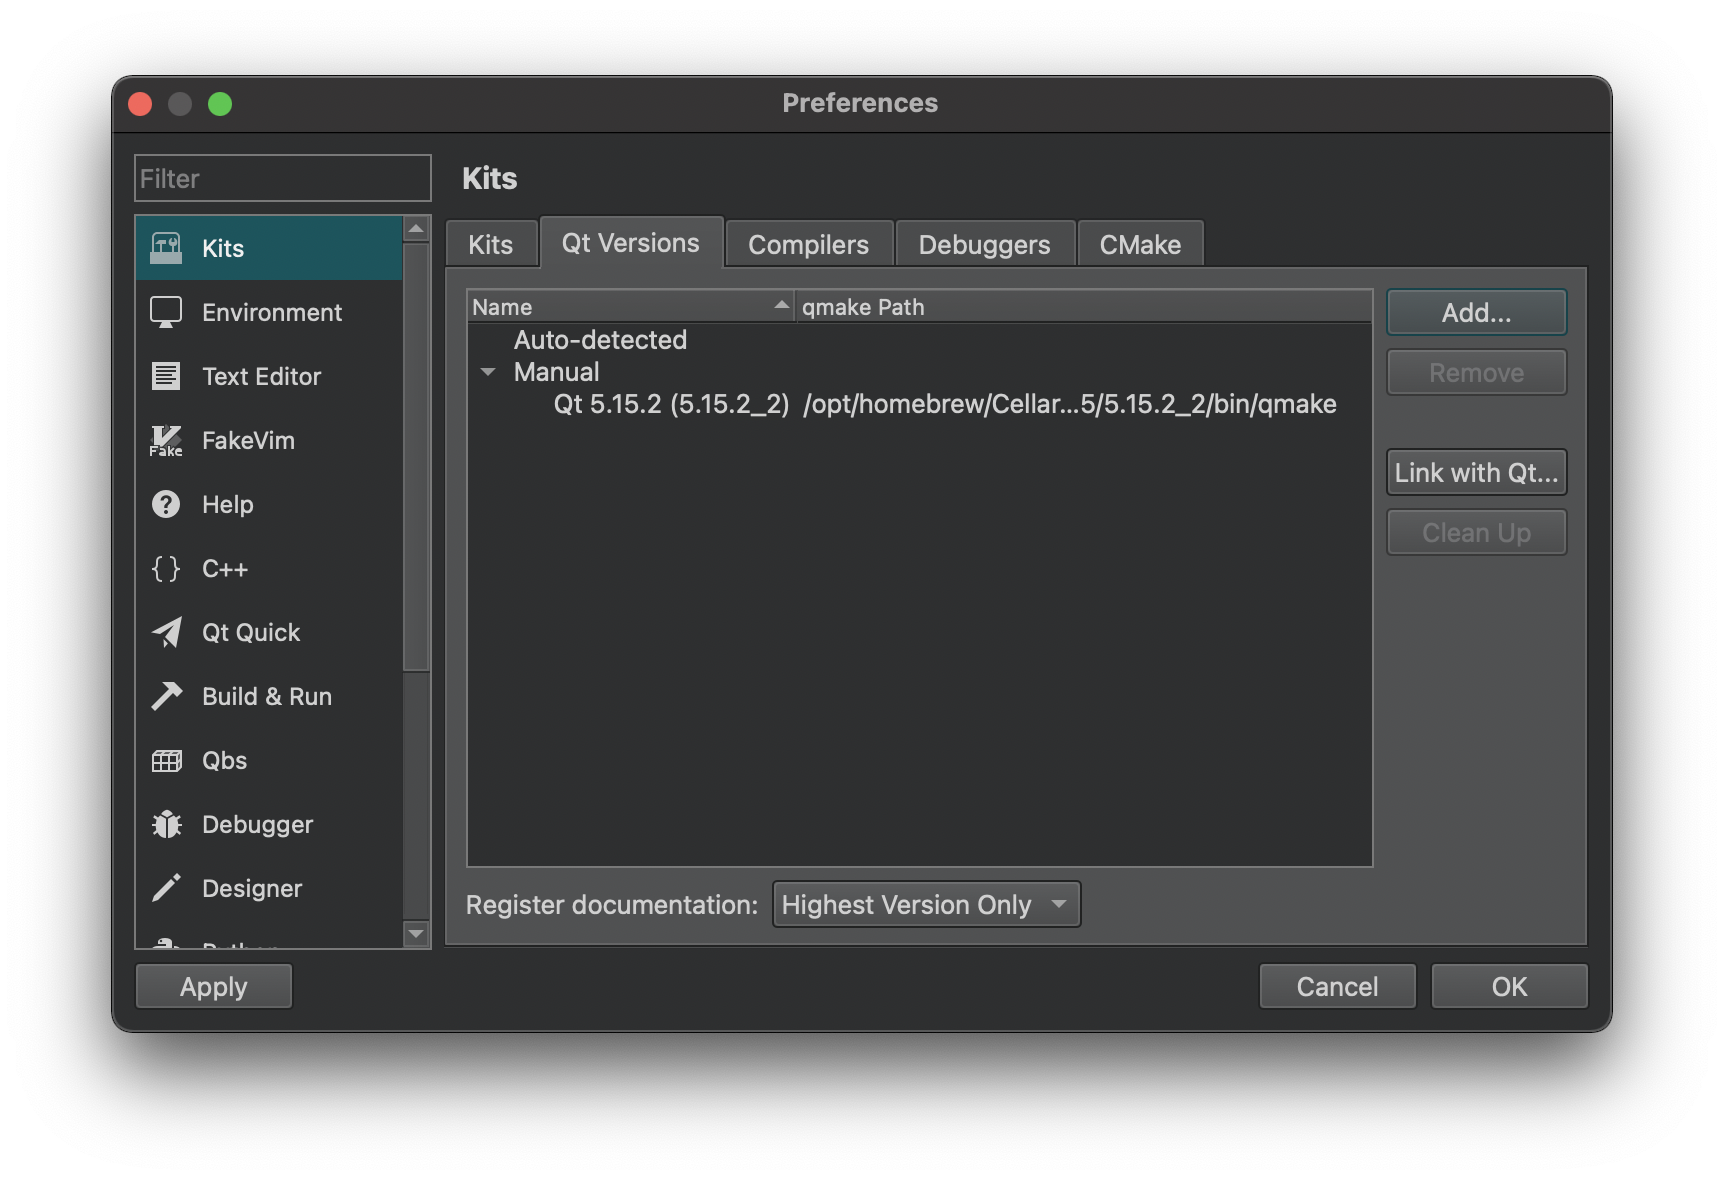 Preferences
Filter
Kits
Environment
Text Editor
FakeVim
Fake
Help
C++
Qt Quick
Build & Run
Qbs
Debugger
Designer
Kits
Kits Qt Versions Compilers Debuggers CMake
Name qmake Path
Auto-detected
Manual
Qt 5.15.2 (5.15.2_2) /opt/homebrew/Cellar...5/5.15.2_2/bin/qmake
Add...
Remove
Link with Qt...
Clean Up
Register documentation: Highest Version Only
Apply Cancel OK